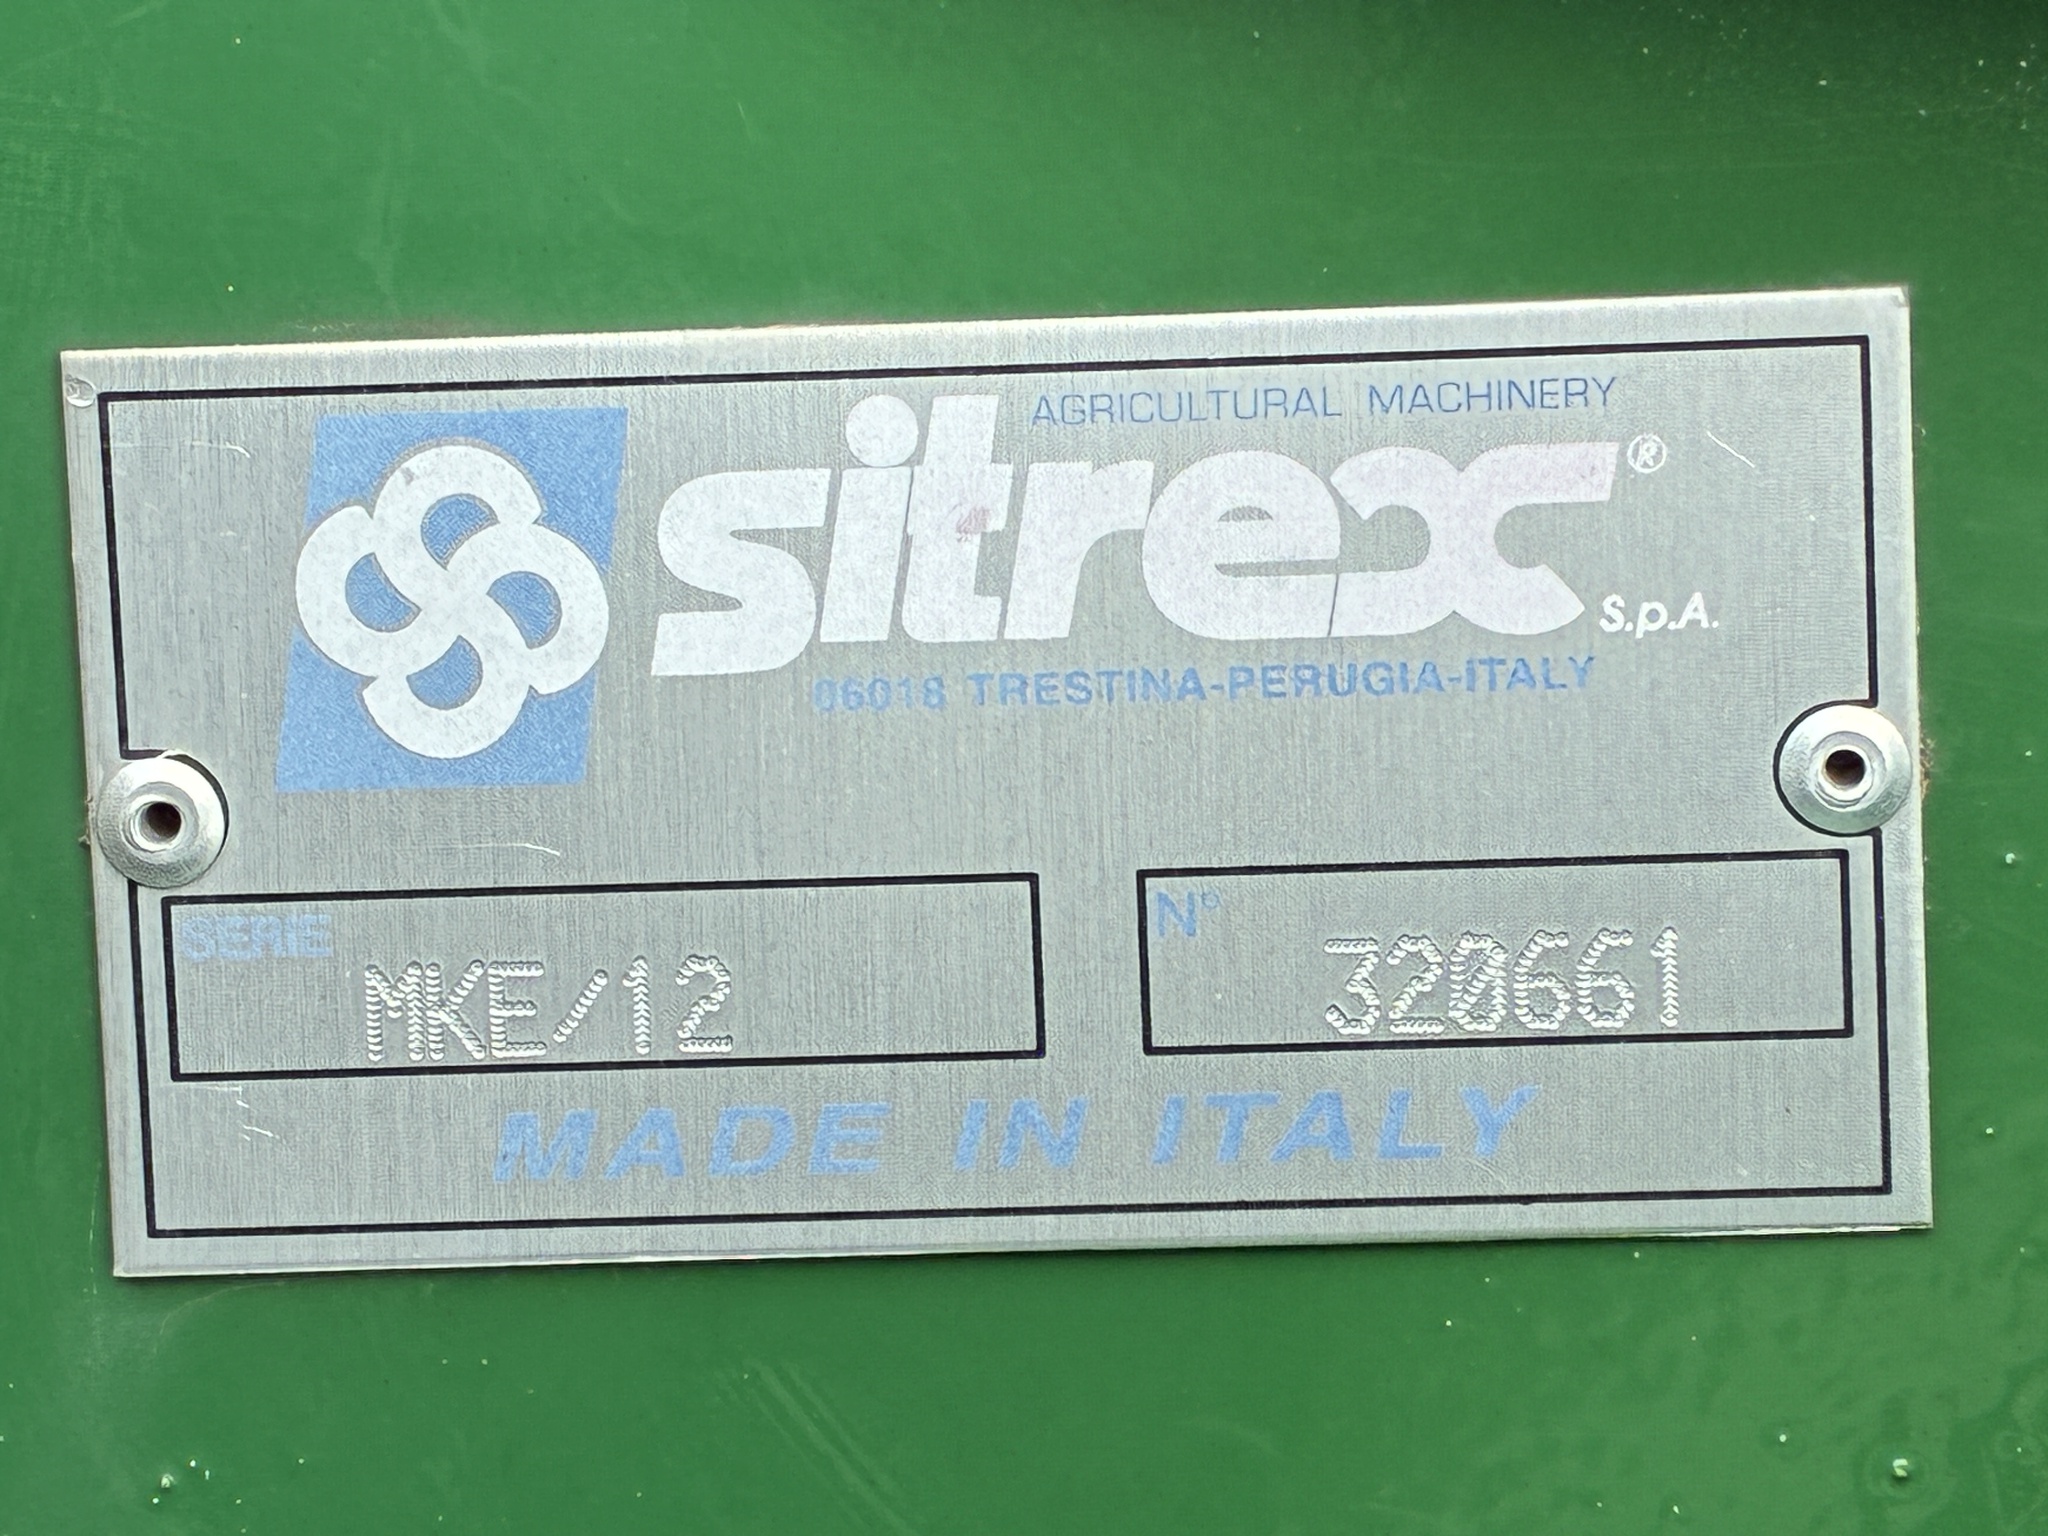 AGRICULTURAL MACHINERY
sitrex® S.p.A.
06018 TRESTINA-PERUGIA-ITALY
SERIE MKE/12
N° 320661
MADE IN ITALY